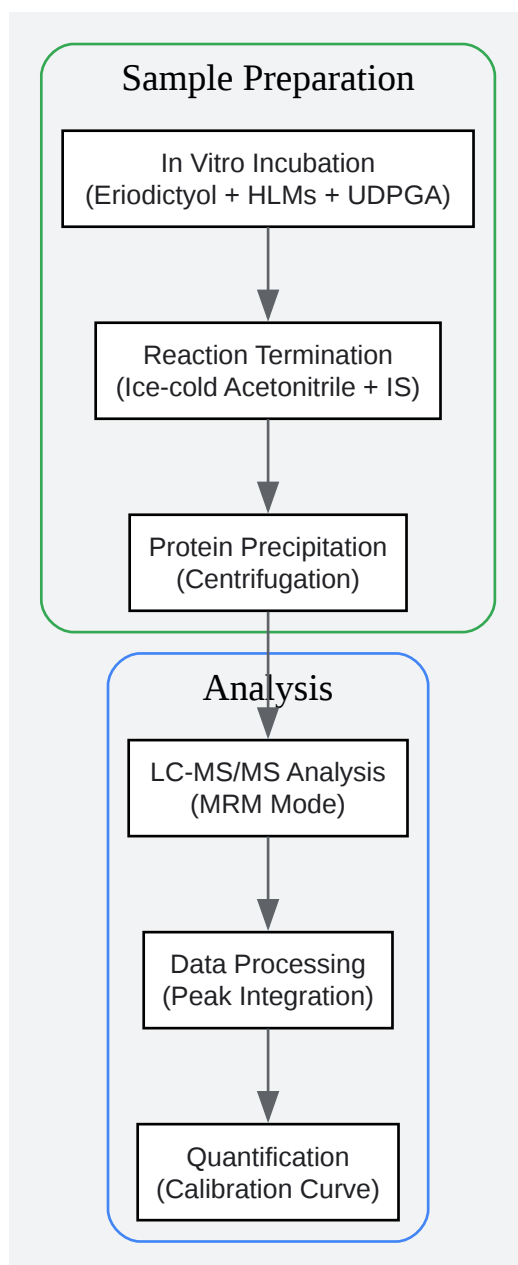 Sample Preparation
In Vitro Incubation
(Eriodictyol + HLMs + UDPGA)
Reaction Termination
(Ice-cold Acetonitrile + IS)
Protein Precipitation
(Centrifugation)
Analysis
LC-MS/MS Analysis
(MRM Mode)
Data Processing
(Peak Integration)
Quantification
(Calibration Curve)